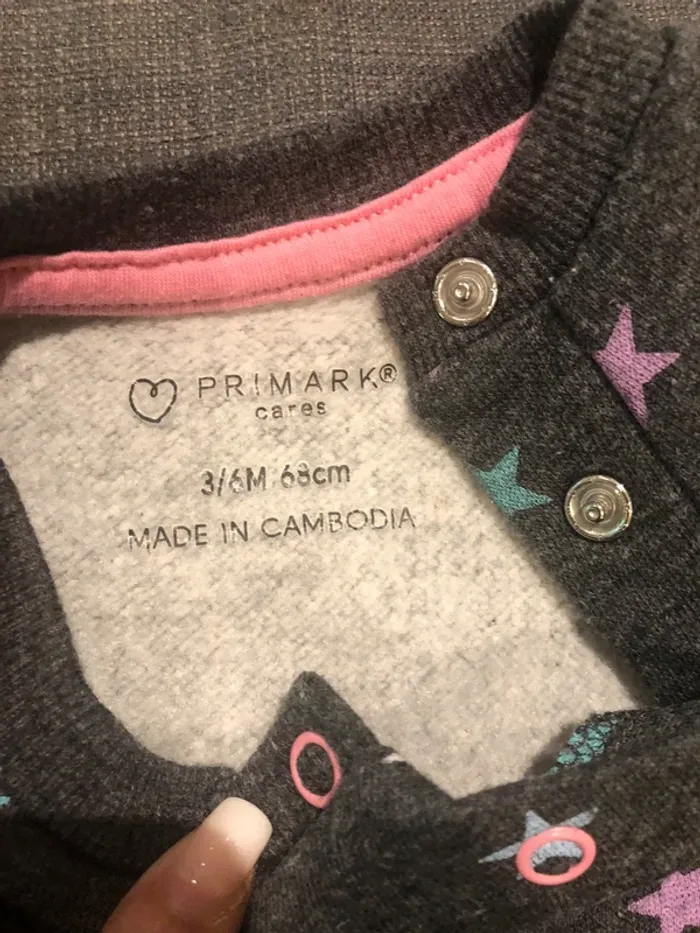 PRIMARK®
cares
3/6M 68cm
MADE IN CAMBODIA